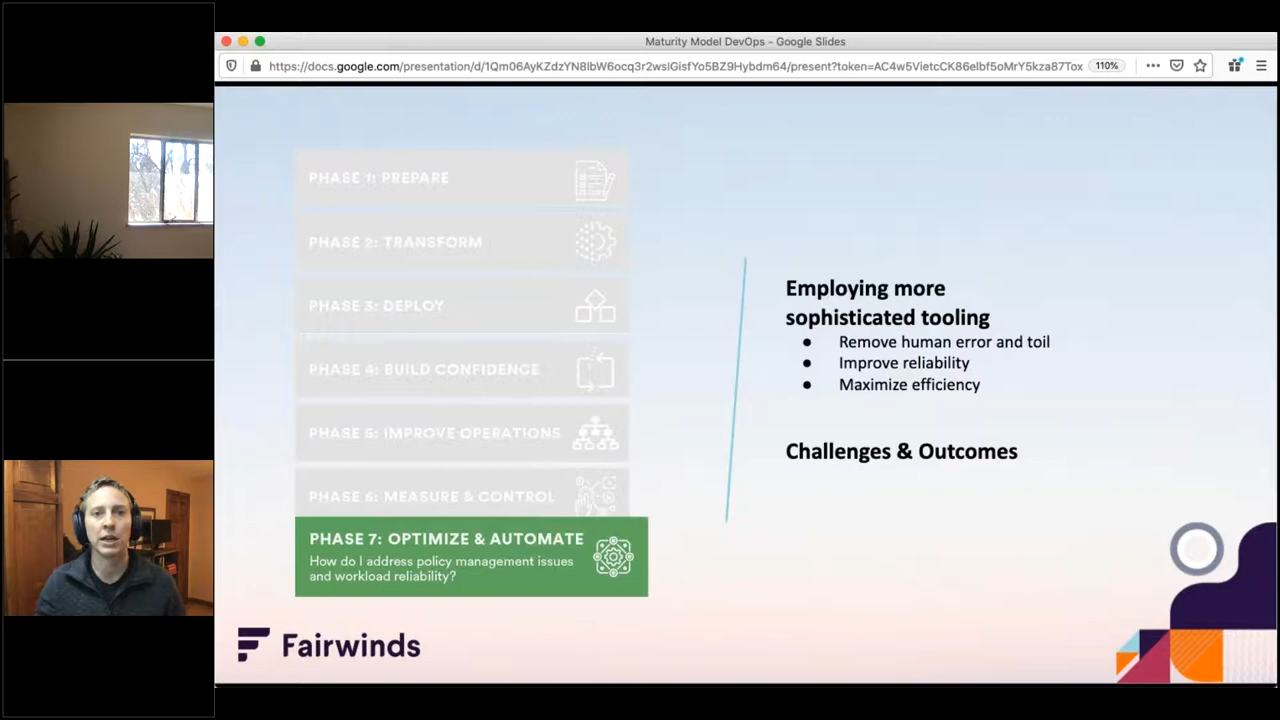 Maturity Model DevOps - Google Slides
https://docs.google.com/presentation/d/1Qm06AyKZdzYN8lbW6ocq3r2wsiGisfYo5BZ9Hybdm64/present?token=AC4w5VietcCK86elbf5oMrY5kza87Tox
110%
PHASE 1: PREPARE
PHASE 2: TRANSFORM
PHASE 3: DEPLOY
PHASE 4: BUILD CONFIDENCE
PHASE 5: IMPROVE OPERATIONS
PHASE 6: MEASURE & CONTROL
PHASE 7: OPTIMIZE & AUTOMATE
How do I address policy management issues
and workload reliability?
Employing more
sophisticated tooling
● Remove human error and toil
● Improve reliability
● Maximize efficiency
Challenges & Outcomes
Fairwinds